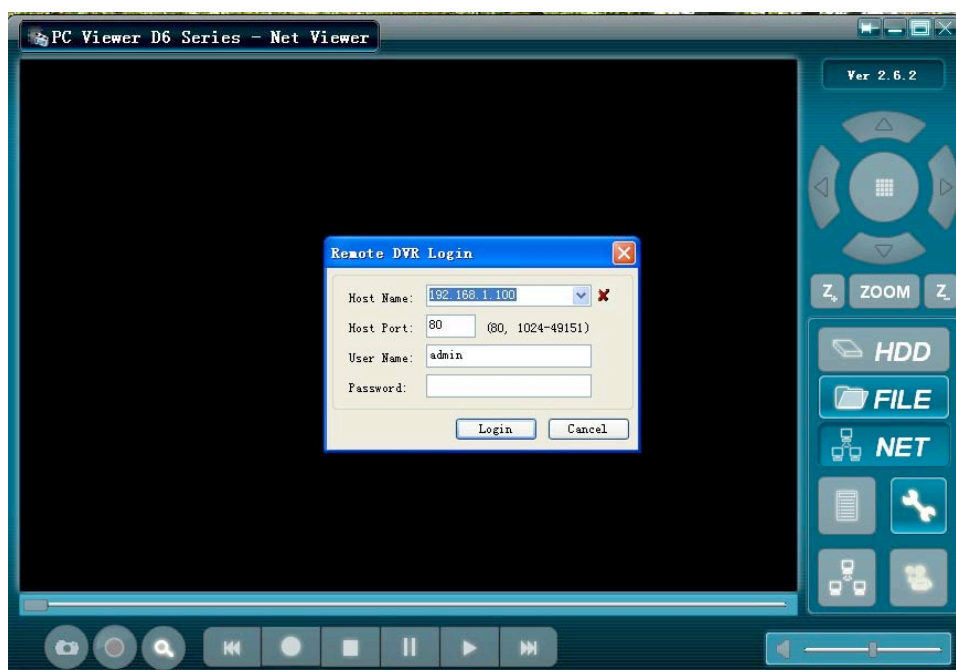 PC Viewer D6 Series - Net Viewer
Ver 2.6.2
Remote DVR Login
Host Name: 192.168.1.100
Host Port: 80 (80, 1024-49151)
User Name: admin
Password:
Login Cancel
Z+ ZOOM Z-
HDD
FILE
NET